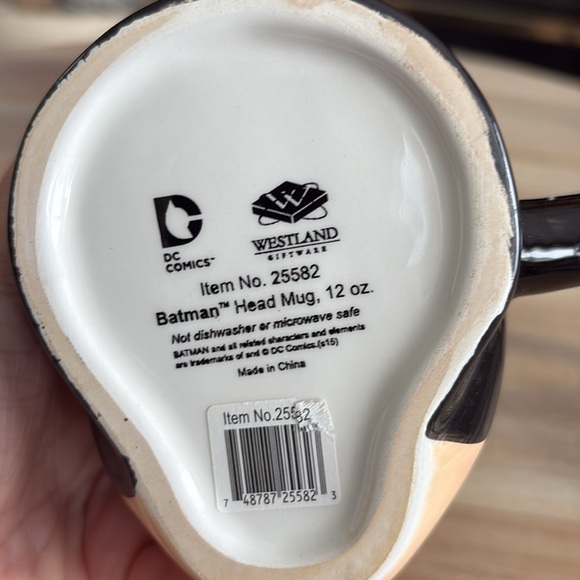 DC
COMICS™
W
WESTLAND
GIFTWARE
Item No. 25582
Batman™ Head Mug, 12 oz.
Not dishwasher or microwave safe
BATMAN and all related characters and elements
are trademarks of and © DC Comics.(s15)
Made in China
Item No.25582
7 48787 25582 3